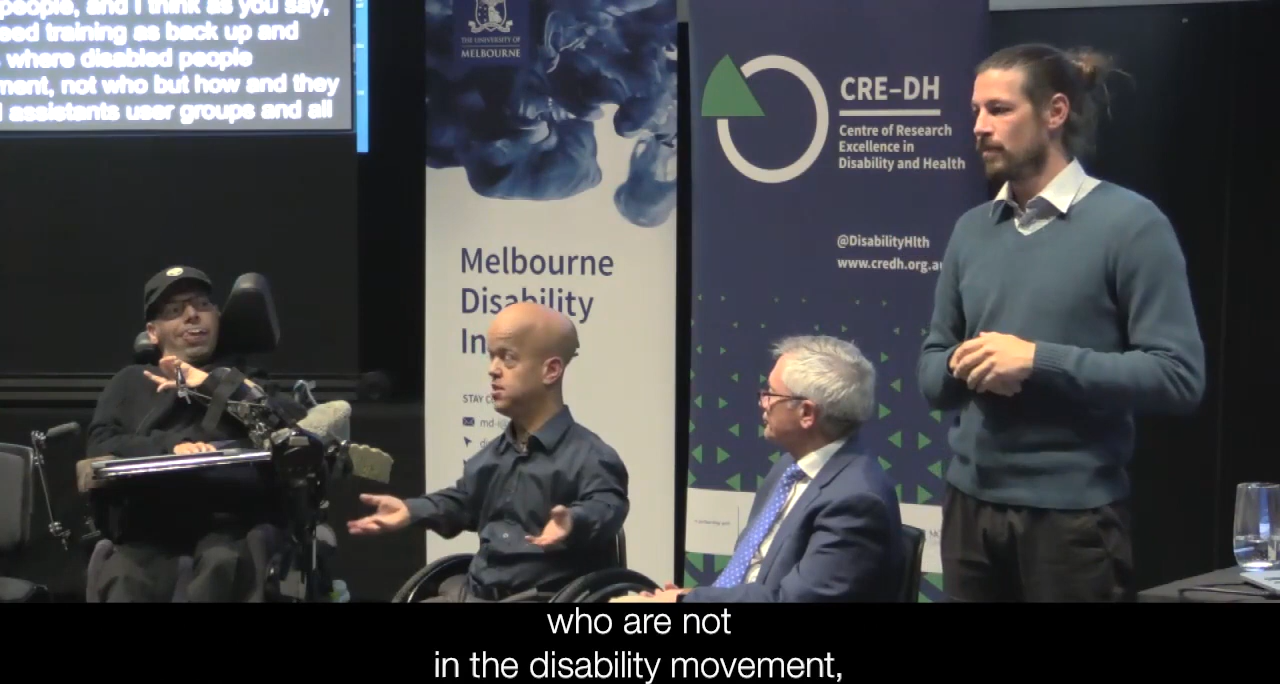 people, and I think as you say,
training as back up and
where disabled people
not who but how and they
assistants user groups and all
THE UNIVERSITY OF
MELBOURNE
Melbourne
Disability
CRE–DH
Centre of Research
Excellence in
Disability and Health
@DisabilityHlth
www.credh.org.au
STAY
who are not
in the disability movement,